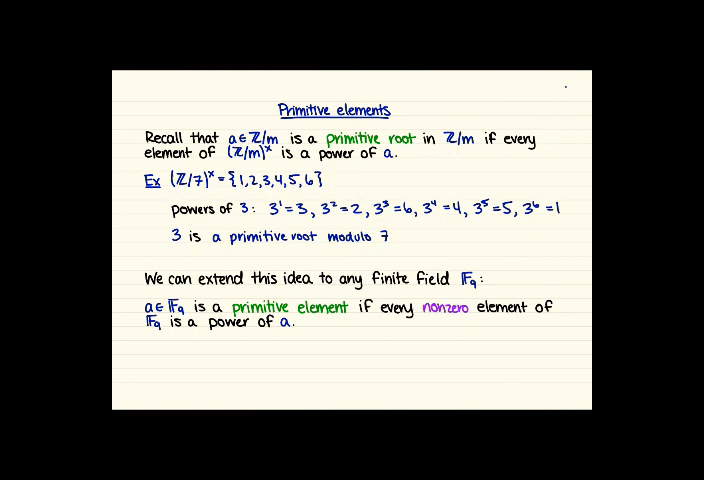 Primitive elements
Recall that a ∈ ℤ/m is a primitive root in ℤ/m if every
element of (ℤ/m)ˣ is a power of a.
Ex (ℤ/7)ˣ = {1,2,3,4,5,6}
powers of 3: 3¹=3, 3²=2, 3³=6, 3⁴=4, 3⁵=5, 3⁶=1
3 is a primitive root modulo 7
We can extend this idea to any finite field 𝔽q:
a ∈ 𝔽q is a primitive element if every nonzero element of
𝔽q is a power of a.